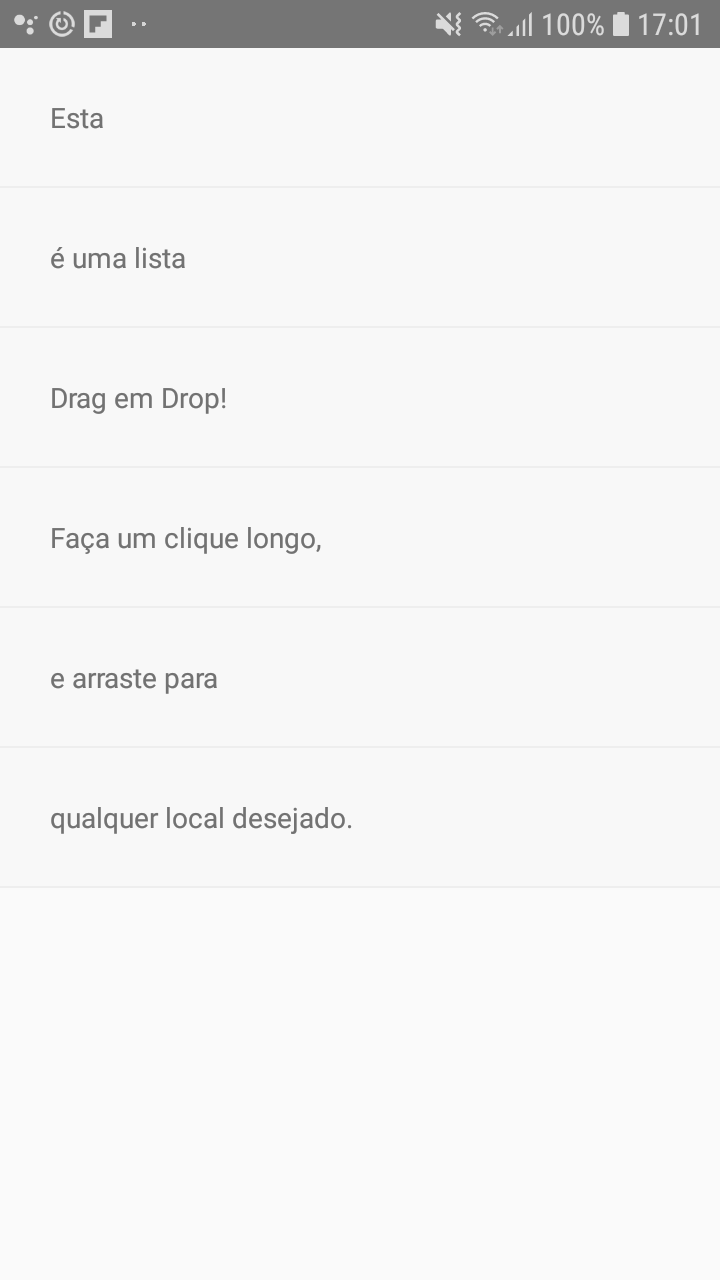 100% 17:01
Esta
é uma lista
Drag em Drop!
Faça um clique longo,
e arraste para
qualquer local desejado.